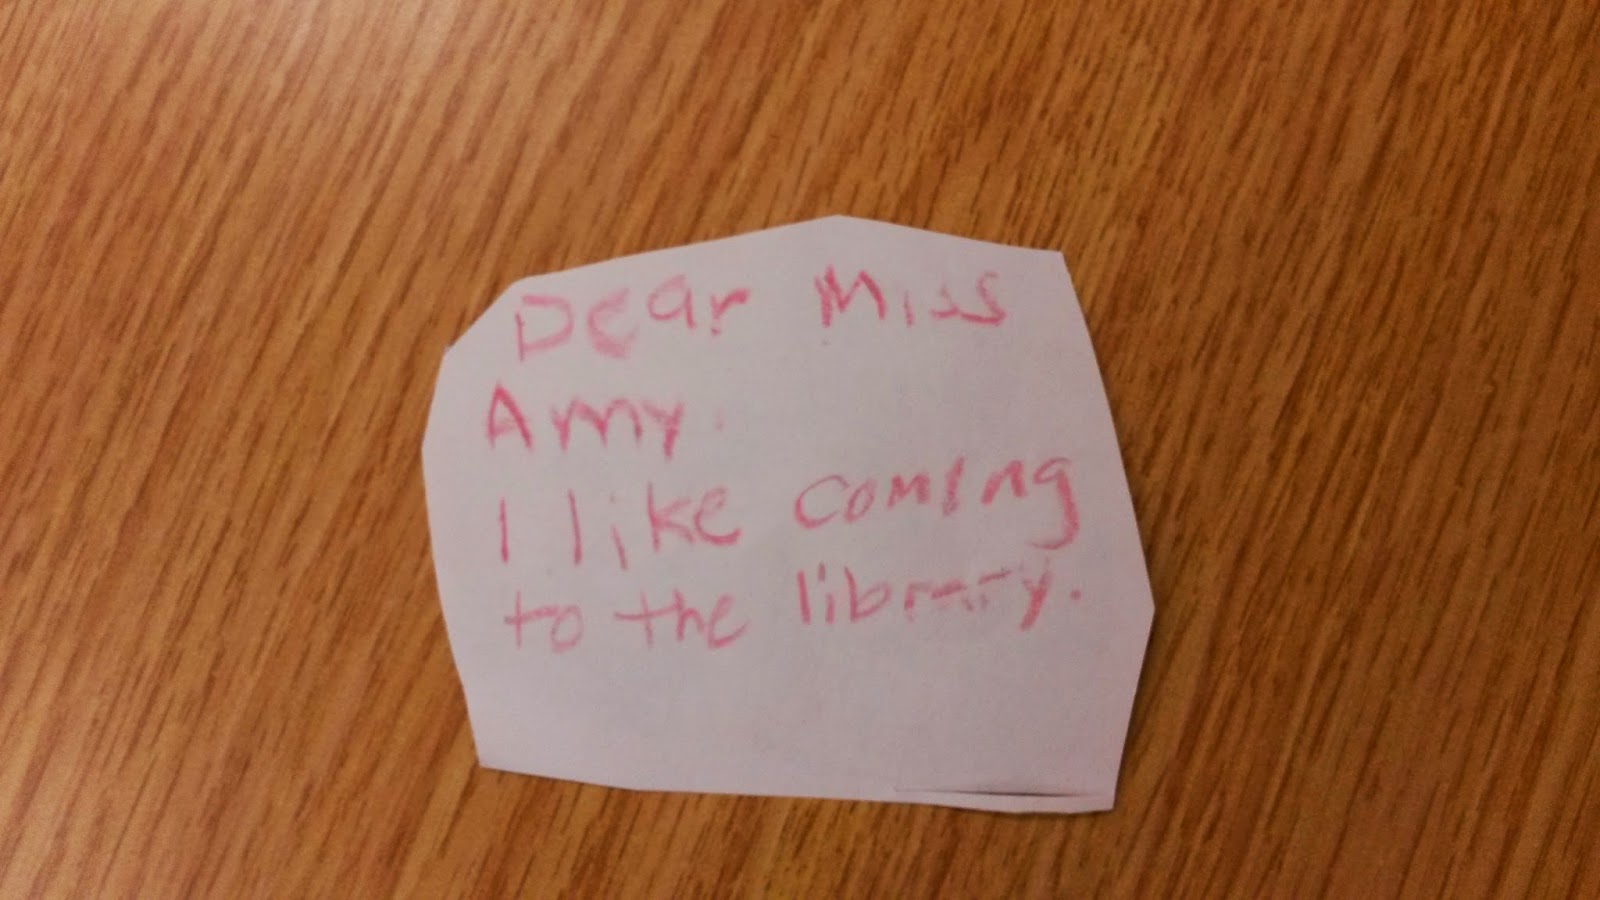 Dear Miss
Amy.
I like coming
to the library.